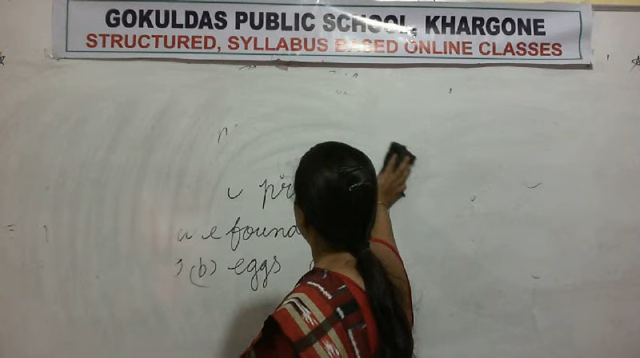 GOKULDAS PUBLIC SCHOOL, KHARGONE
STRUCTURED, SYLLABUS BASED ONLINE CLASSES
found
(b) eggs